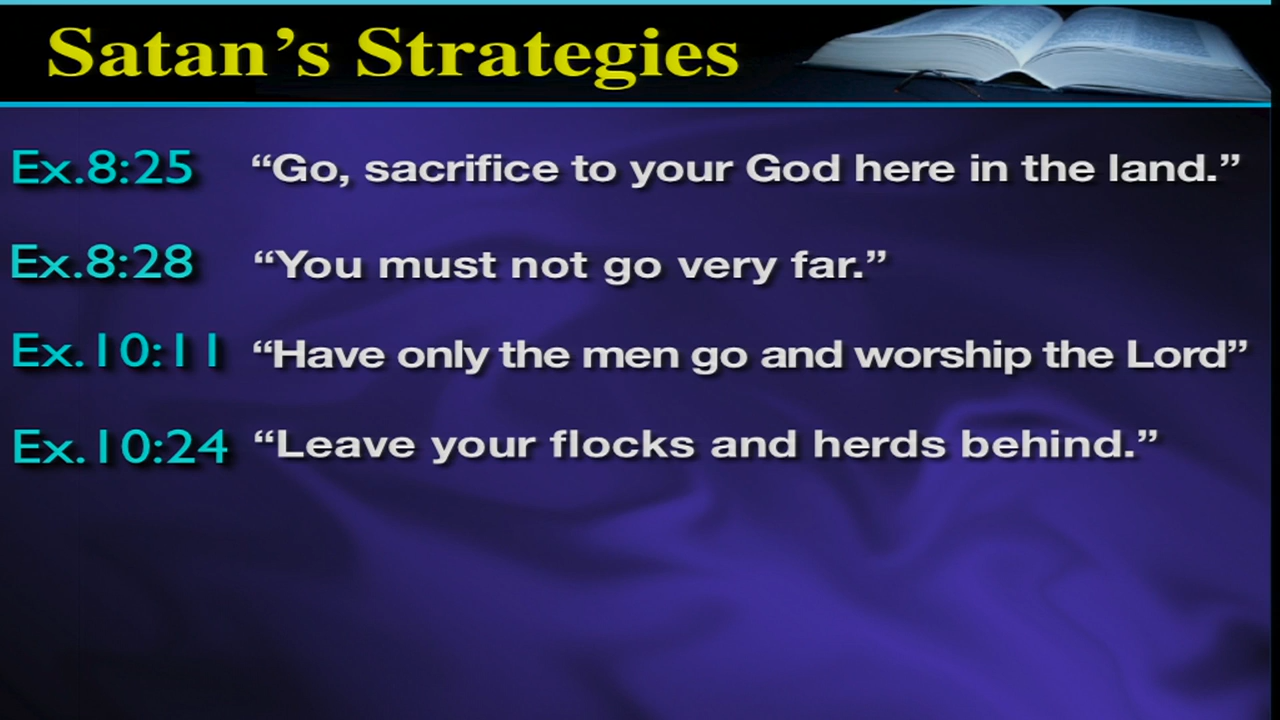 Satan’s Strategies
Ex.8:25 “Go, sacrifice to your God here in the land.”
Ex.8:28 “You must not go very far.”
Ex.10:11 “Have only the men go and worship the Lord”
Ex.10:24 “Leave your flocks and herds behind.”